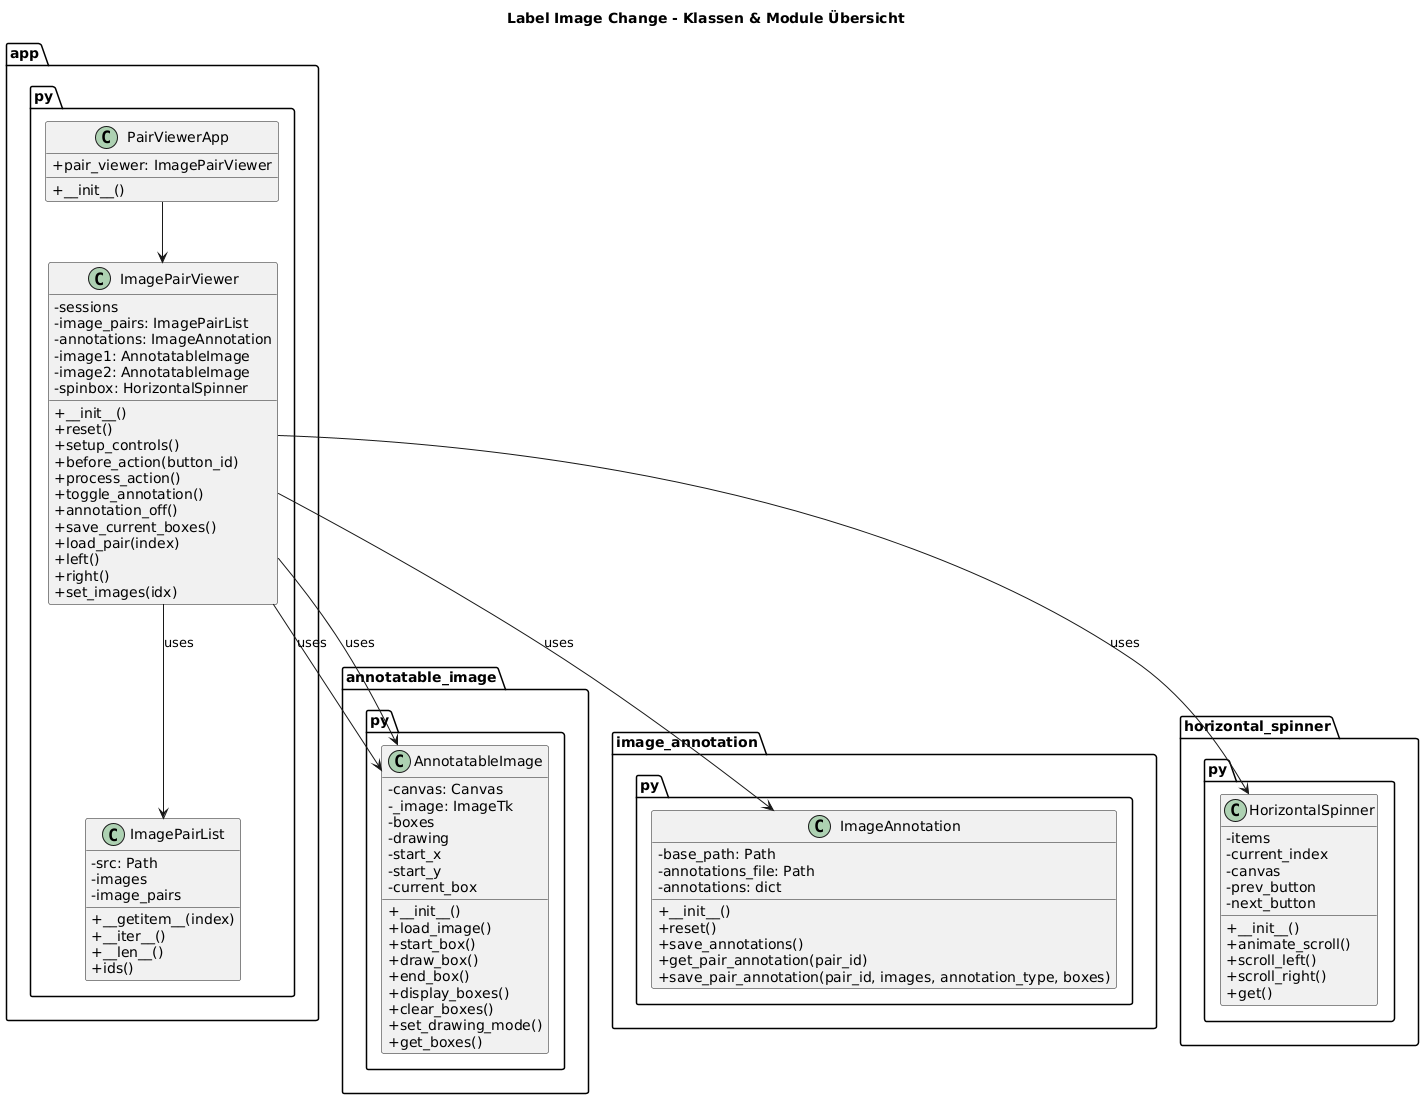 Label Image Change - Klassen & Module Übersicht
app
py
C PairViewerApp
+pair_viewer: ImagePairViewer
+__init__()
C ImagePairViewer
-sessions
-image_pairs: ImagePairList
-annotations: ImageAnnotation
-image1: AnnotatableImage
-image2: AnnotatableImage
-spinbox: HorizontalSpinner
+__init__()
+reset()
+setup_controls()
+before_action(button_id)
+process_action()
+toggle_annotation()
+annotation_off()
+save_current_boxes()
+load_pair(index)
+left()
+right()
+set_images(idx)
uses
uses
uses
uses
uses
C ImagePairList
-src: Path
-images
-image_pairs
+__getitem__(index)
+__iter__()
+__len__()
+ids()
annotatable_image
py
C AnnotatableImage
-canvas: Canvas
-_image: ImageTk
-boxes
-drawing
-start_x
-start_y
-current_box
+__init__()
+load_image()
+start_box()
+draw_box()
+end_box()
+display_boxes()
+clear_boxes()
+set_drawing_mode()
+get_boxes()
image_annotation
py
C ImageAnnotation
-base_path: Path
-annotations_file: Path
-annotations: dict
+__init__()
+reset()
+save_annotations()
+get_pair_annotation(pair_id)
+save_pair_annotation(pair_id, images, annotation_type, boxes)
horizontal_spinner
py
C HorizontalSpinner
-items
-current_index
-canvas
-prev_button
-next_button
+__init__()
+animate_scroll()
+scroll_left()
+scroll_right()
+get()